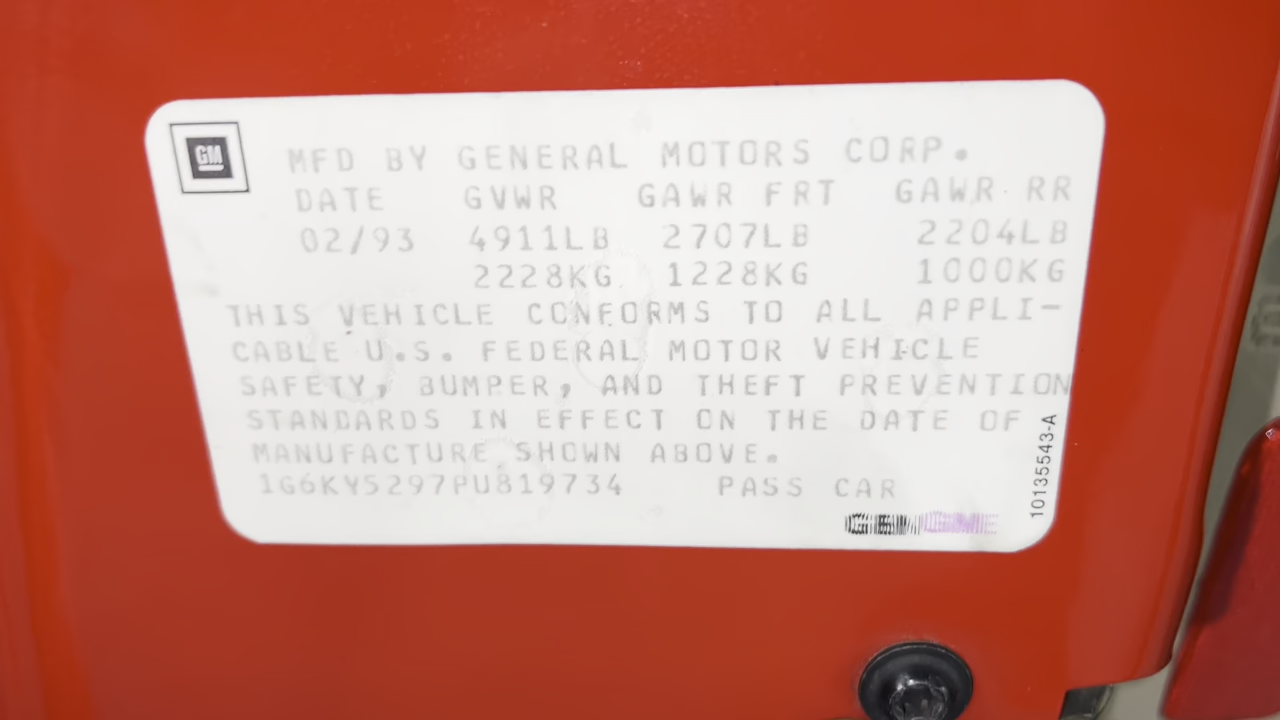 GM
MFD BY GENERAL MOTORS CORP.
DATE GVWR GAWR FRT GAWR RR
02/93 4911LB 2707LB 2204LB
2228KG 1228KG 1000KG
THIS VEHICLE CONFORMS TO ALL APPLI-
CABLE U.S. FEDERAL MOTOR VEHICLE
SAFETY, BUMPER, AND THEFT PREVENTION
STANDARDS IN EFFECT ON THE DATE OF
MANUFACTURE SHOWN ABOVE.
1G6KY5297PU819734 PASS CAR
10135543-A